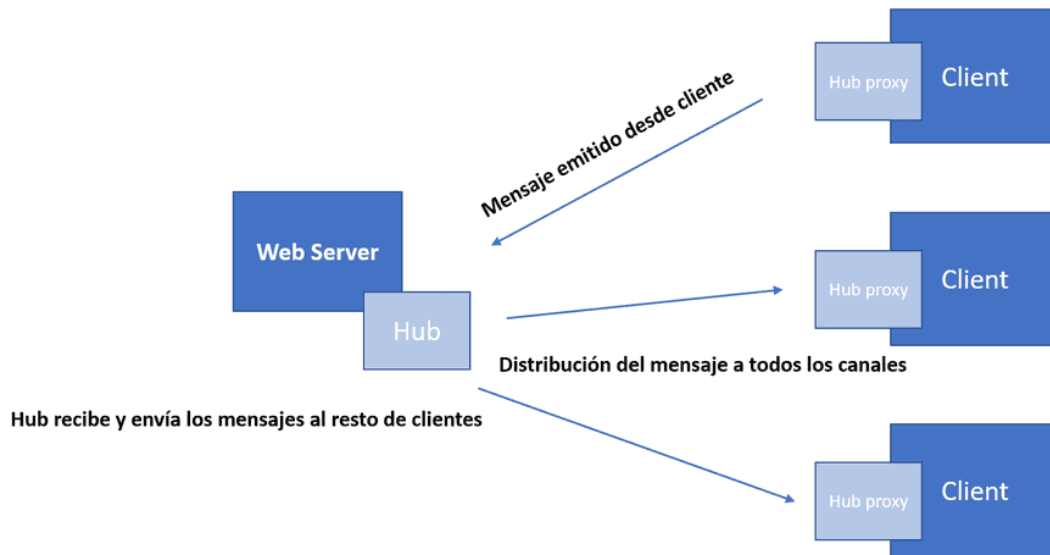 Hub proxy
Client
Mensaje emitido desde cliente
Web Server
Hub
Hub proxy
Client
Distribución del mensaje a todos los canales
Hub recibe y envía los mensajes al resto de clientes
Hub proxy
Client